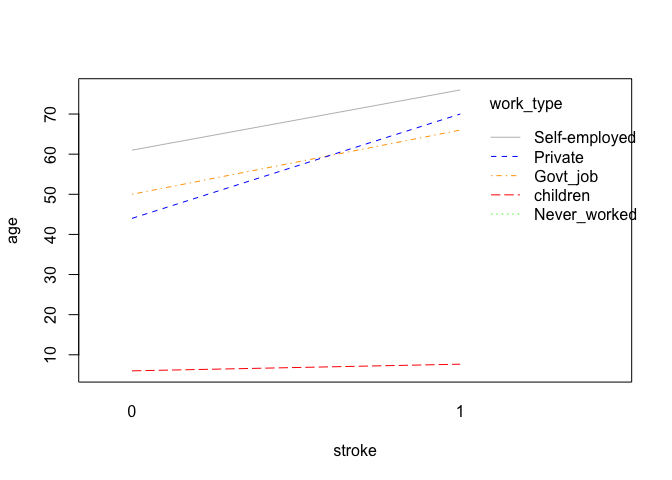 work_type
Self-employed
Private
Govt_job
children
Never_worked
age
70
60
50
40
30
20
10
0 1
stroke